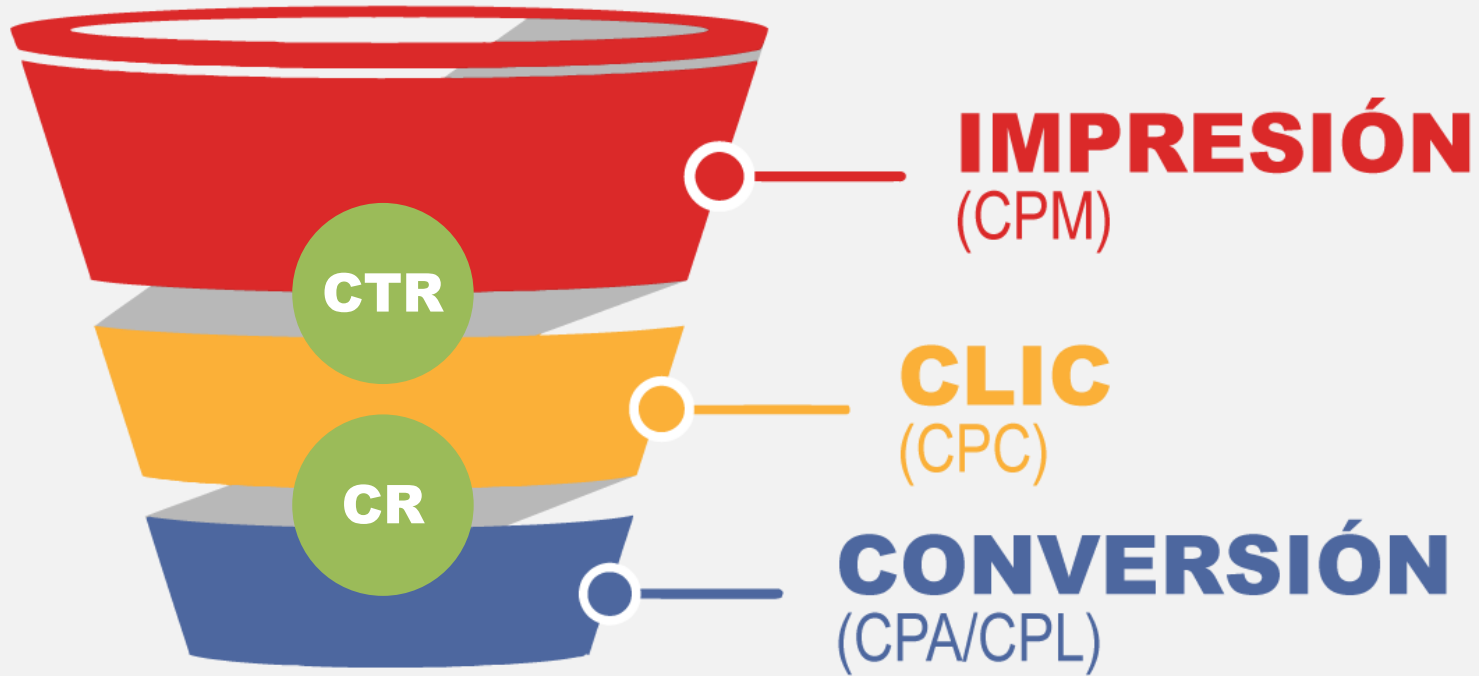 IMPRESIÓN
(CPM)
CTR
CLIC
(CPC)
CR
CONVERSIÓN
(CPA/CPL)